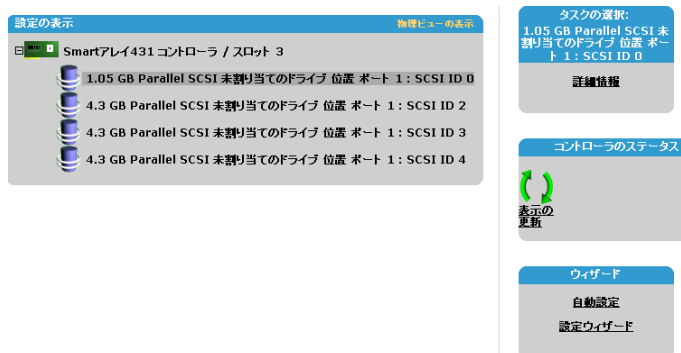 設定の表示
物理ビューの表示
Smartアレイ431 コントローラ / スロット 3
1.05 GB Parallel SCSI 未割り当てのドライブ 位置 ポート 1 : SCSI ID 0
4.3 GB Parallel SCSI 未割り当てのドライブ 位置 ポート 1 : SCSI ID 2
4.3 GB Parallel SCSI 未割り当てのドライブ 位置 ポート 1 : SCSI ID 3
4.3 GB Parallel SCSI 未割り当てのドライブ 位置 ポート 1 : SCSI ID 4
タスクの選択:
1.05 GB Parallel SCSI 未
割り当てのドライブ 位置 ポー
ト 1 : SCSI ID 0
詳細情報
コントローラのステータス
表示の
更新
ウィザード
自動設定
設定ウィザード